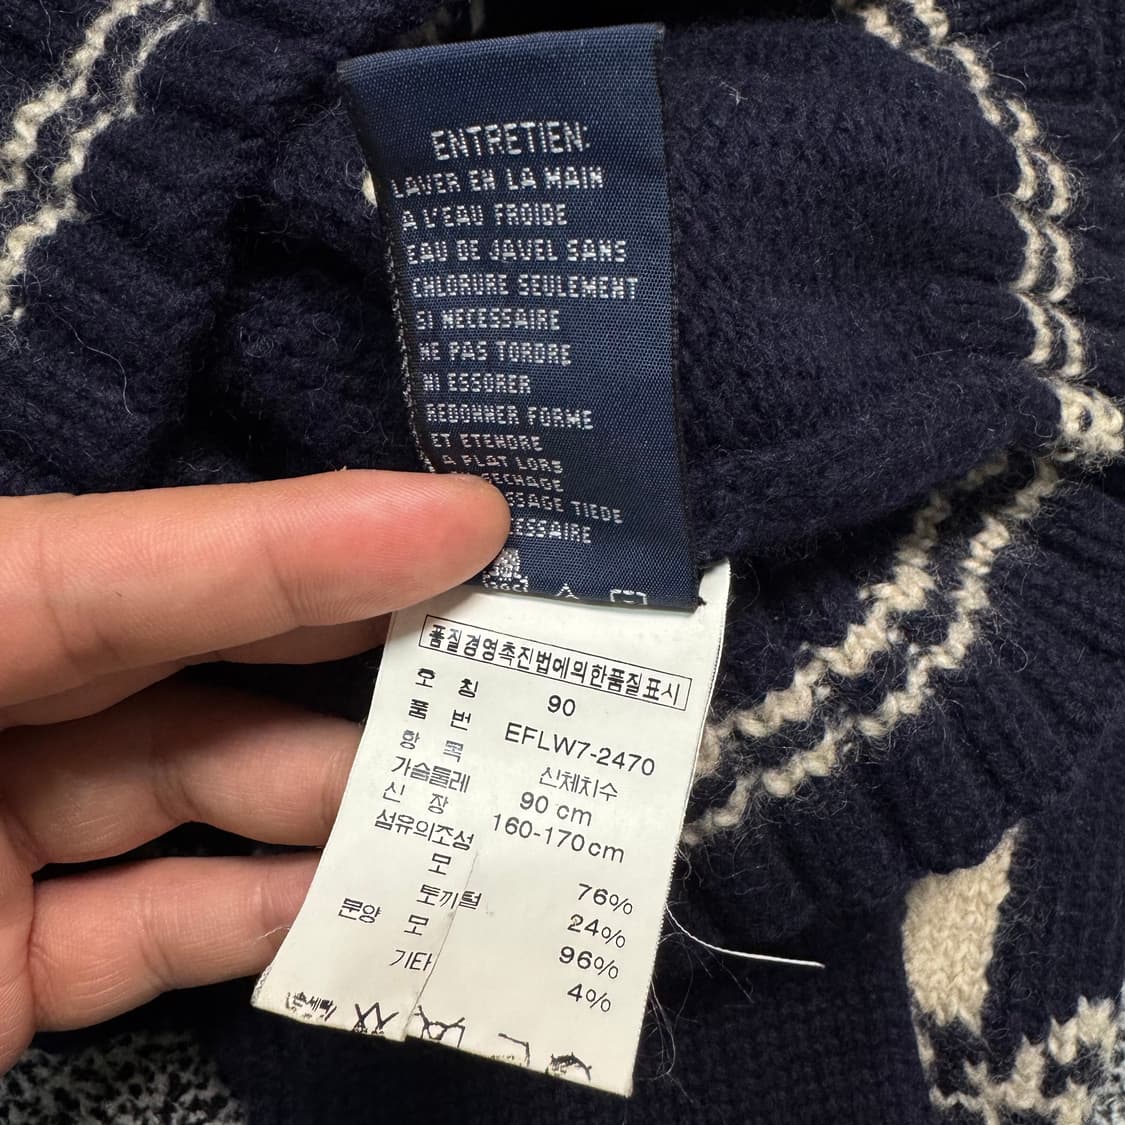 ENTRETIEN:
LAVER EN LA MAIN
A L'EAU FROIDE
EAU DE JAVEL SANS
CHLORURE SEULEMENT
SI NECESSAIRE
NE PAS TORDRE
NI ESSORER
REDONNER FORME
ET ETENDRE
A PLAT LORS
SECHAGE
TIEDE
품질경영촉진법에의한품질표시
호 칭 90
품 번 EFLW7-2470
항 목 신체치수
가슴둘레 90 cm
신 장 160-170cm
섬유의조성
모 76%
토끼털 24%
문양 모 96%
기타 4%
손세탁